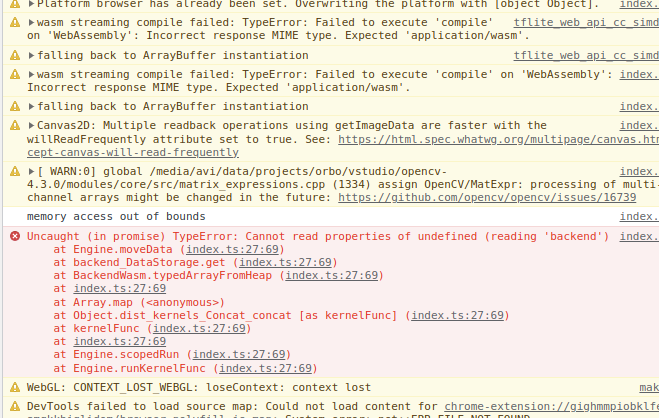 Platform browser has already been set. Overwriting the platform with [object Object]. index.
wasm streaming compile failed: TypeError: Failed to execute 'compile' tflite_web_api_cc_simd
on 'WebAssembly': Incorrect response MIME type. Expected 'application/wasm'.
falling back to ArrayBuffer instantiation tflite_web_api_cc_simd
wasm streaming compile failed: TypeError: Failed to execute 'compile' on 'WebAssembly': index.
Incorrect response MIME type. Expected 'application/wasm'.
falling back to ArrayBuffer instantiation index.
Canvas2D: Multiple readback operations using getImageData are faster with the index.
willReadFrequently attribute set to true. See: https://html.spec.whatwg.org/multipage/canvas.htm
cept-canvas-will-read-frequently
[ WARN:0] global /media/avi/data/projects/orbo/vstudio/opencv- index.
4.3.0/modules/core/src/matrix_expressions.cpp (1334) assign OpenCV/MatExpr: processing of multi-
channel arrays might be changed in the future: https://github.com/opencv/opencv/issues/16739
memory access out of bounds index.
Uncaught (in promise) TypeError: Cannot read properties of undefined (reading 'backend') index.
at Engine.moveData (index.ts:27:69)
at backend_DataStorage.get (index.ts:27:69)
at BackendWasm.typedArrayFromHeap (index.ts:27:69)
at index.ts:27:69
at Array.map (<anonymous>)
at Object.dist_kernels_Concat_concat [as kernelFunc] (index.ts:27:69)
at kernelFunc (index.ts:27:69)
at index.ts:27:69
at Engine.scopedRun (index.ts:27:69)
at Engine.runKernelFunc (index.ts:27:69)
WebGL: CONTEXT_LOST_WEBGL: loseContext: context lost mak
DevTools failed to load source map: Could not load content for chrome-extension://gighmmpiobklfe